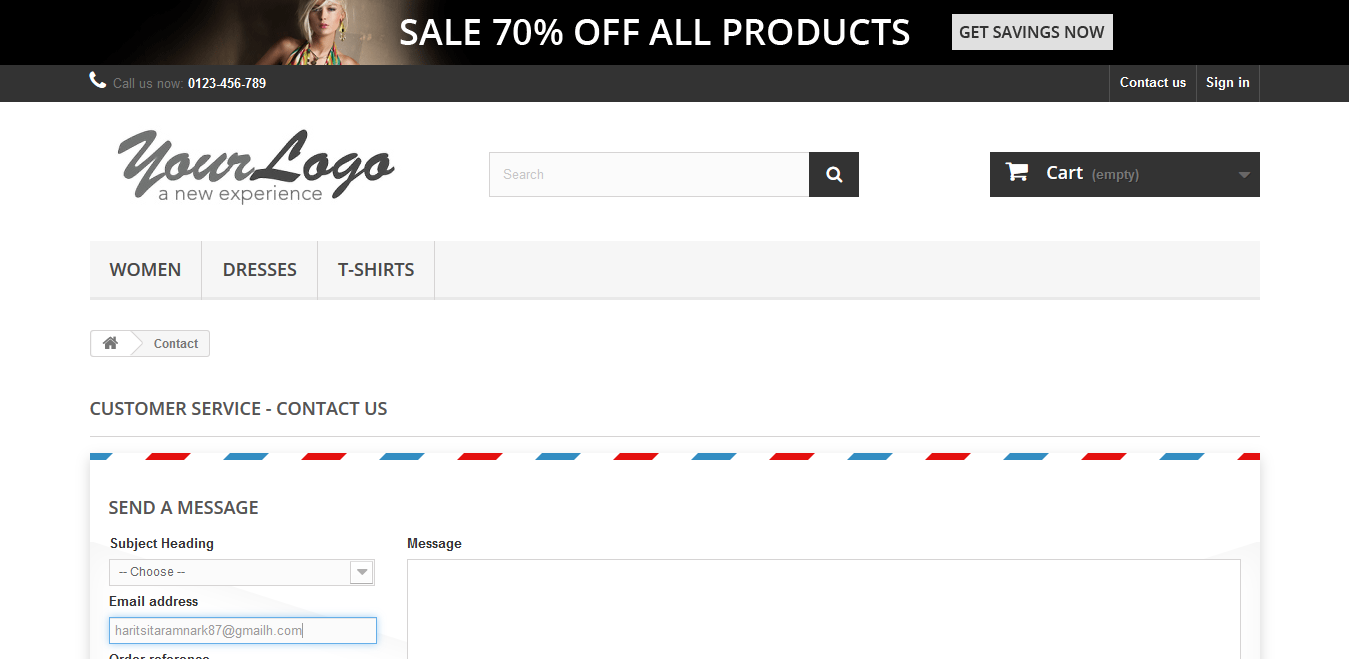 SALE 70% OFF ALL PRODUCTS GET SAVINGS NOW
Call us now: 0123-456-789 Contact us Sign in
YourLogo
a new experience
Search
Cart (empty)
WOMEN DRESSES T-SHIRTS
Contact
CUSTOMER SERVICE - CONTACT US
SEND A MESSAGE
Subject Heading Message
-- Choose --
Email address
haritsitaramnark87@gmailh.com
Order reference